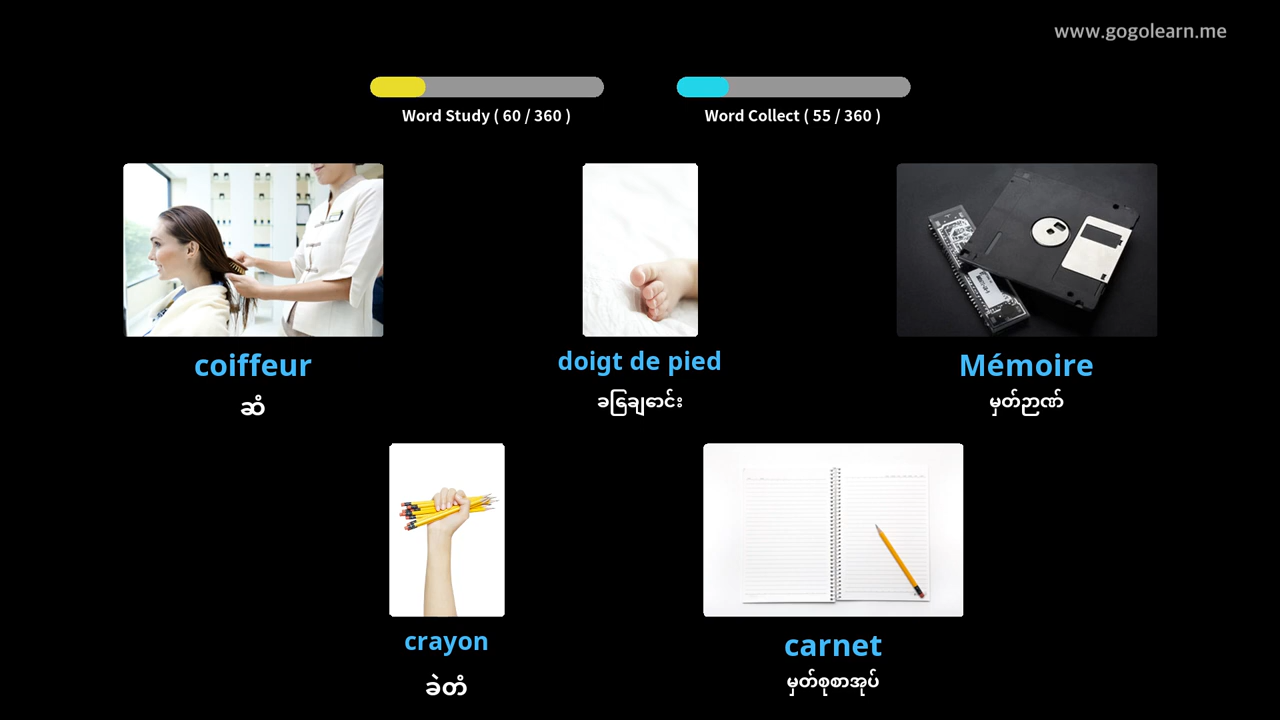 www.gogolearn.me
Word Study ( 60 / 360 )
Word Collect ( 55 / 360 )
coiffeur
ဆံ
doigt de pied
ခြေချောင်း
Mémoire
မှတ်ဉာဏ်
crayon
ခဲတံ
carnet
မှတ်စုစာအုပ်